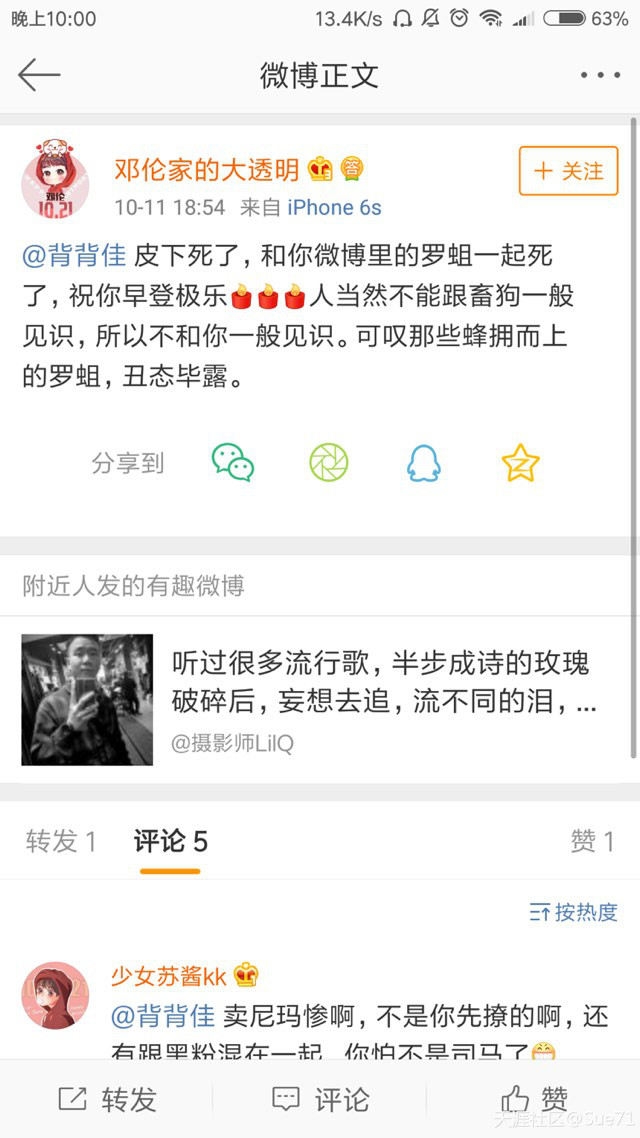 晚上10:00 13.4K/s 63%
微博正文
邓伦家的大透明
+ 关注
10-11 18:54 来自 iPhone 6s
邓伦
10.21
@背背佳 皮下死了，和你微博里的罗蛆一起死
了，祝你早登极乐人当然不能跟畜狗一般
见识，所以不和你一般见识。可叹那些蜂拥而上
的罗蛆，丑态毕露。
分享到
附近人发的有趣微博
听过很多流行歌，半步成诗的玫瑰
破碎后，妄想去追，流不同的泪，...
@摄影师LilQ
转发 1 评论 5 赞 1
按热度
少女苏酱kk
@背背佳 卖尼玛惨啊，不是你先撩的啊，还
有跟黑粉混在一起，你怕不是司马了
转发 评论 赞
天涯社区@Sue71